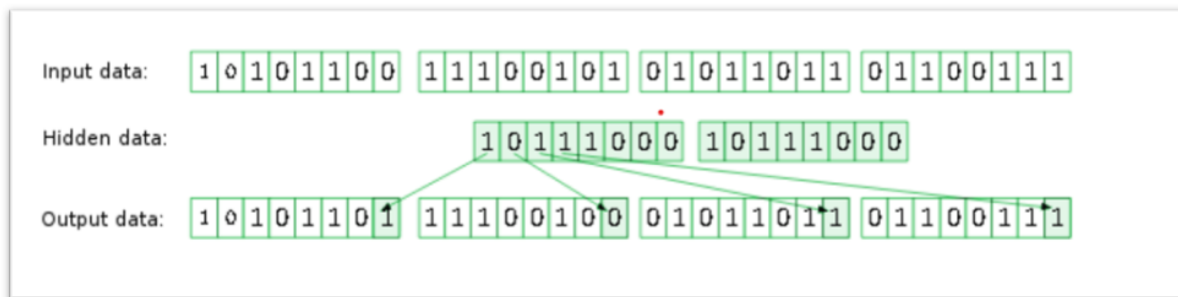 Input data: 1 0 1 0 1 1 0 0 1 1 1 0 0 1 0 1 0 1 0 1 1 0 1 1 0 1 1 0 0 1 1 1
Hidden data: 1 0 1 1 1 0 0 0 1 0 1 1 1 0 0 0
Output data: 1 0 1 0 1 1 0 1 1 1 1 0 0 1 0 0 0 1 0 1 1 0 1 1 0 1 1 0 0 1 1 1